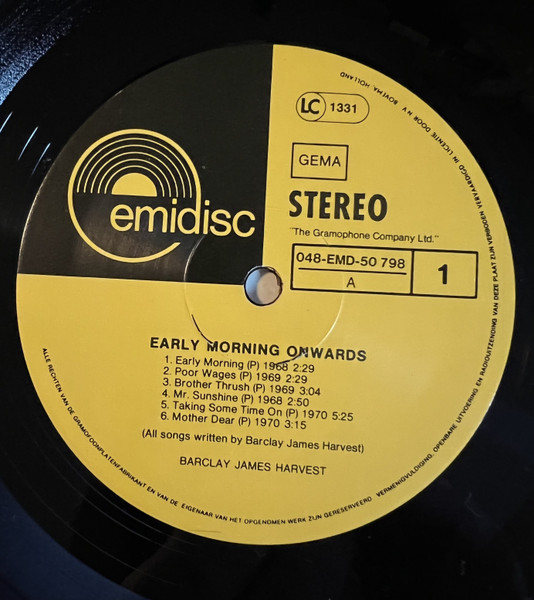 emidisc
LC 1331
GEMA
STEREO
"The Gramophone Company Ltd."
048-EMD-50 798
A
1
EARLY MORNING ONWARDS
1. Early Morning (P) 1968 2:29
2. Poor Wages (P) 1969 2:29
3. Brother Thrush (P) 1969 3:04
4. Mr. Sunshine (P) 1968 2:50
5. Taking Some Time On (P) 1970 5:25
6. Mother Dear (P) 1970 3:15
(All songs written by Barclay James Harvest)
BARCLAY JAMES HARVEST
ALLE RECHTEN VAN DE GRAMOFOONPLATENFABRIKANT EN VAN DE EIGENAAR VAN HET OPGENOMEN WERK ZIJN GERESERVEERD. VERMENIGVULDIGING, OPENBARE UITVOERING EN RADIOUITZENDING VAN DEZE PLAAT ZIJN VERBODEN VERVAARDIGD IN LICENTIE DOOR N.V. BOVEMA HOLLAND